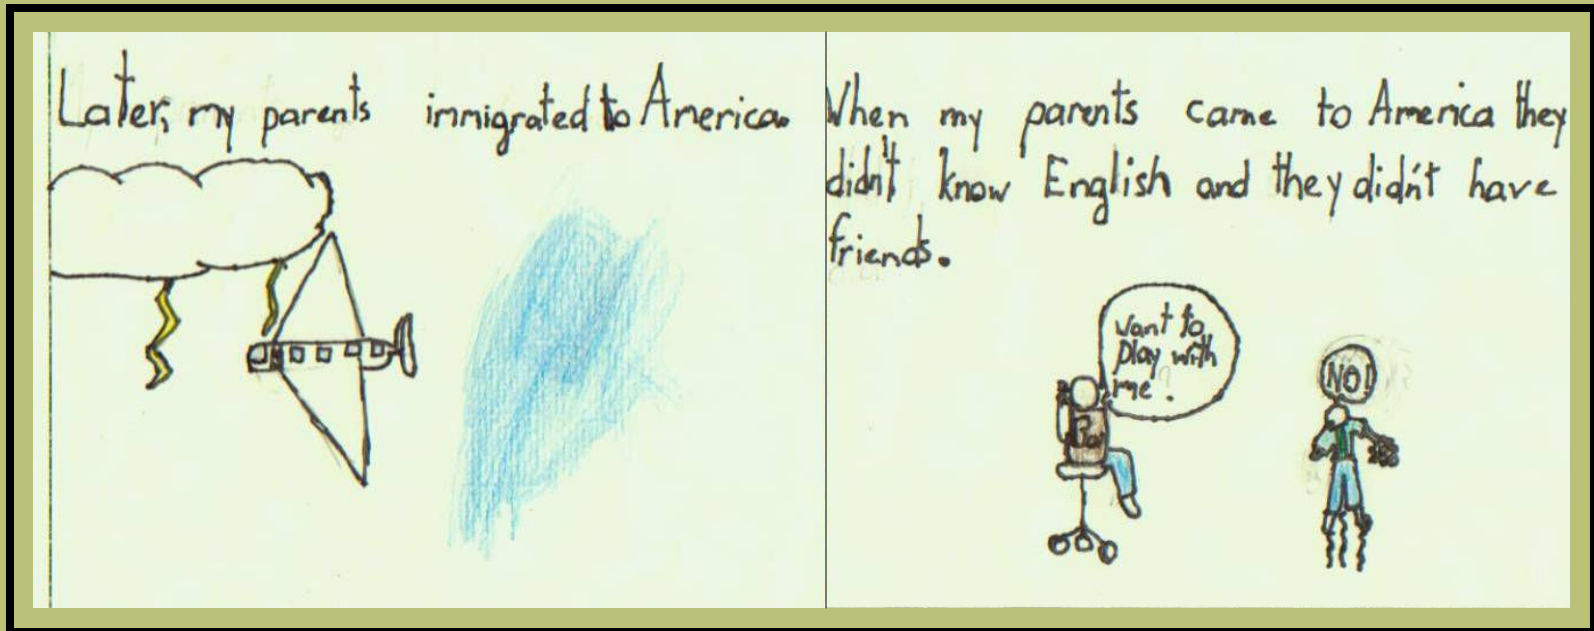 Later, my parents immigrated to America.
When my parents came to America they
didn't know English and they didn't have
friends.
Want to
play with
me?
NO!